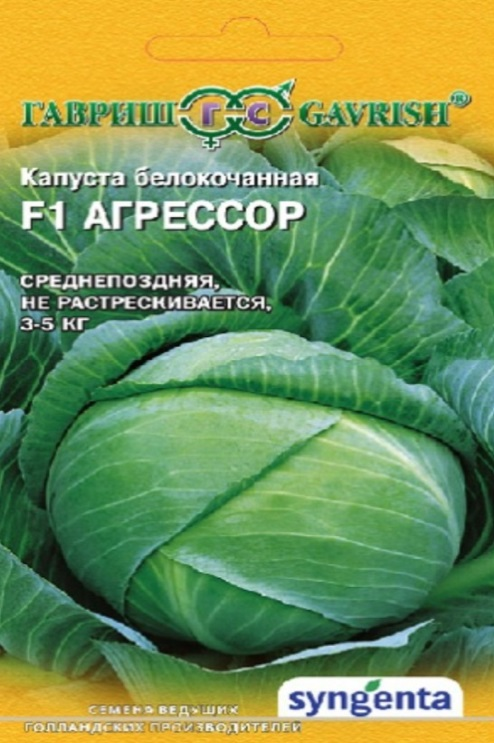 ГАВРИШ ГС GAVRISH®
Капуста белокочанная
F1 АГРЕССОР
СРЕДНЕПОЗДНЯЯ,
НЕ РАСТРЕСКИВАЕТСЯ,
3-5 КГ
СЕМЕНА ВЕДУЩИХ
ГОЛЛАНДСКИХ ПРОИЗВОДИТЕЛЕЙ
syngenta